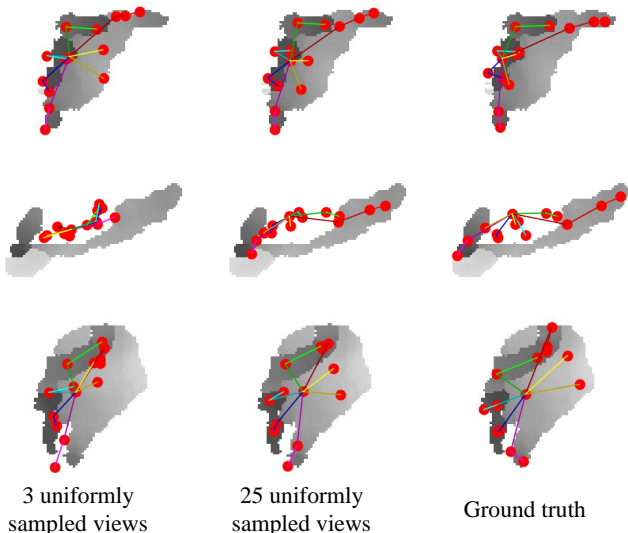 3 uniformly
sampled views
25 uniformly
sampled views
Ground truth